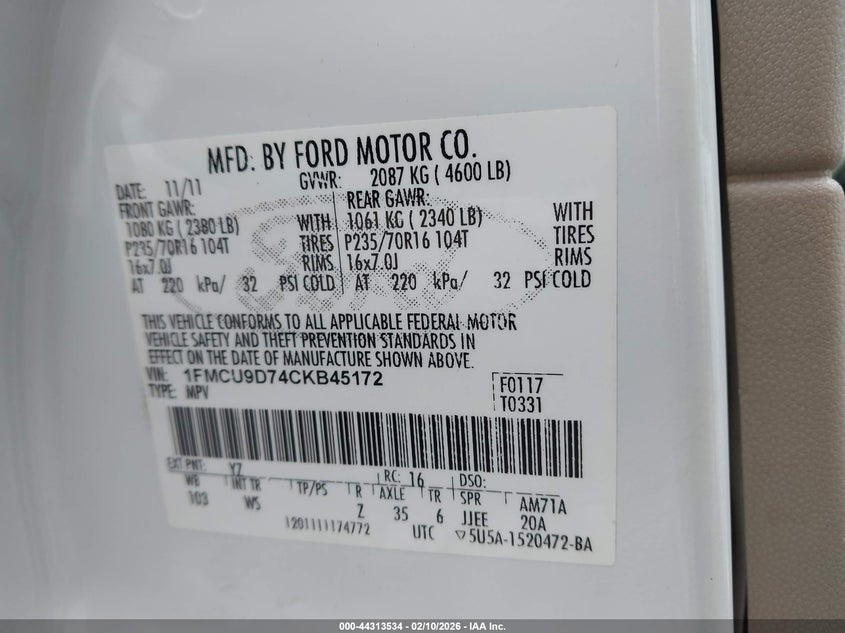 MFD. BY FORD MOTOR CO.
DATE: 11/11 GVWR: 2087 KG ( 4600 LB)
FRONT GAWR: REAR GAWR:
1080 KG ( 2380 LB) WITH 1061 KG ( 2340 LB) WITH
P235/70R16 104T TIRES P235/70R16 104T TIRES
16x7.0J RIMS 16x7.0J RIMS
AT 220 kPa/ 32 PSI COLD AT 220 kPa/ 32 PSI COLD
THIS VEHICLE CONFORMS TO ALL APPLICABLE FEDERAL MOTOR
VEHICLE SAFETY AND THEFT PREVENTION STANDARDS IN
EFFECT ON THE DATE OF MANUFACTURE SHOWN ABOVE.
VIN: 1FMCU9D74CKB45172 F0117
TYPE: MPV T0331
EXT PNT: YZ RC: 16 DSO:
WB INT TR TP/PS R AXLE TR SPR AM71A
103 W5 Z 35 6 JJEE 20A
1201111174772 UTC ▽5U5A-1520472-BA
000-44313534 - 02/10/2026 - IAA Inc.